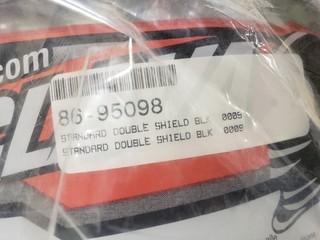 .com
86-95098
STANDARD DOUBLE SHIELD BLK 0009
STANDARD DOUBLE SHIELD BLK 0009